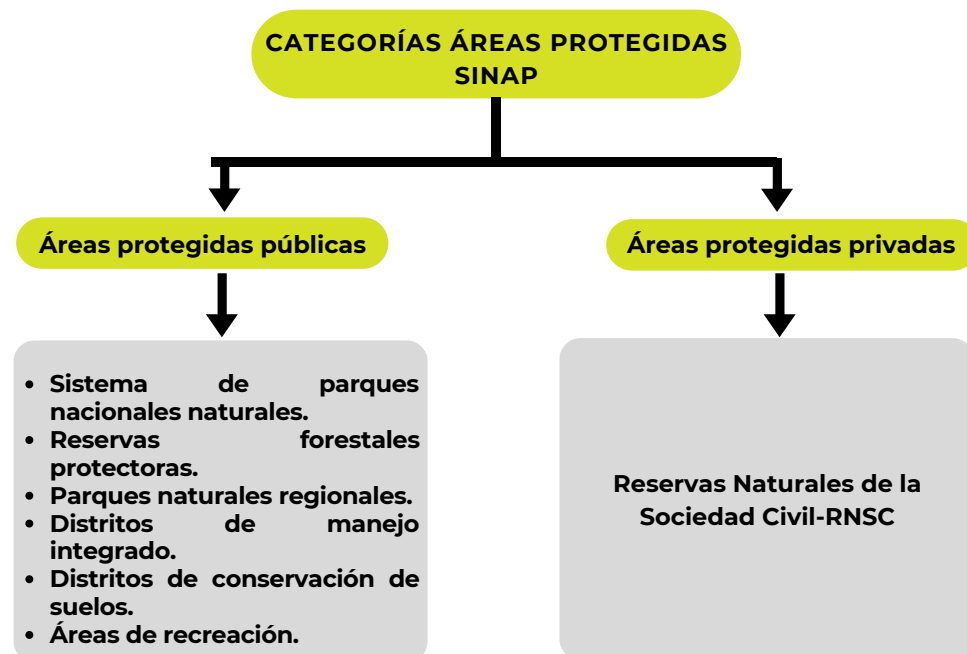 CATEGORÍAS ÁREAS PROTEGIDAS
SINAP
Áreas protegidas públicas
Áreas protegidas privadas
• Sistema de parques
nacionales naturales.
• Reservas forestales
protectoras.
• Parques naturales regionales.
• Distritos de manejo
integrado.
• Distritos de conservación de
suelos.
• Áreas de recreación.
Reservas Naturales de la
Sociedad Civil-RNSC